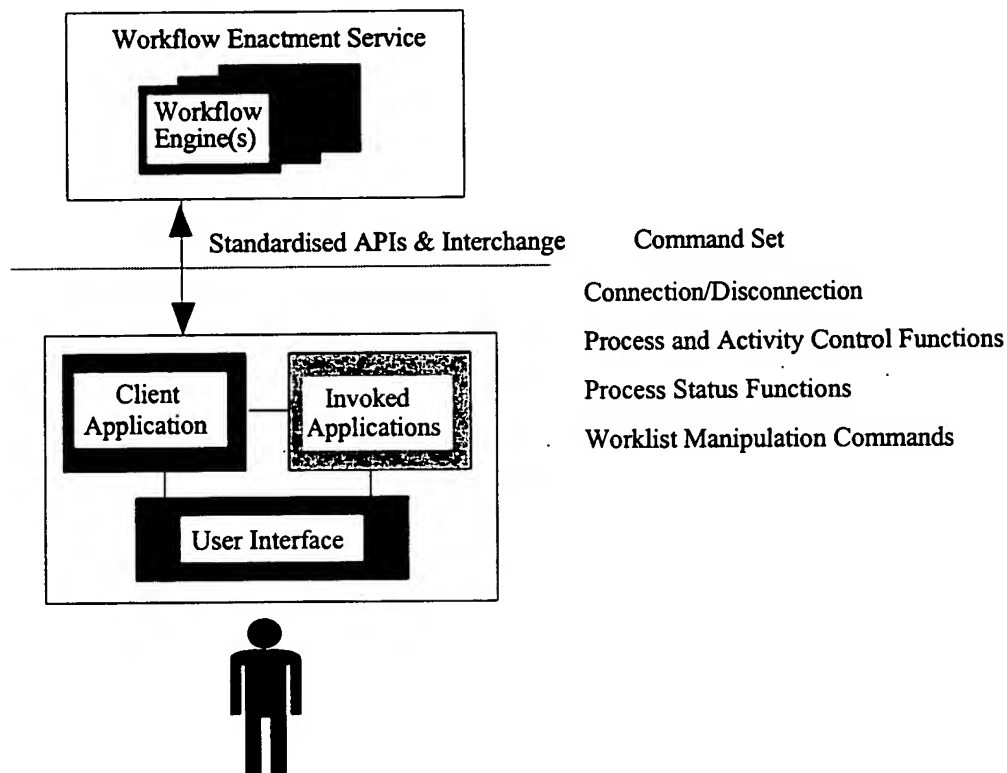 Workflow Enactment Service
Workflow
Engine(s)
Standardised APIs & Interchange
Command Set
Connection/Disconnection
Process and Activity Control Functions
Process Status Functions
Worklist Manipulation Commands
Client
Application
Invoked
Applications
User Interface